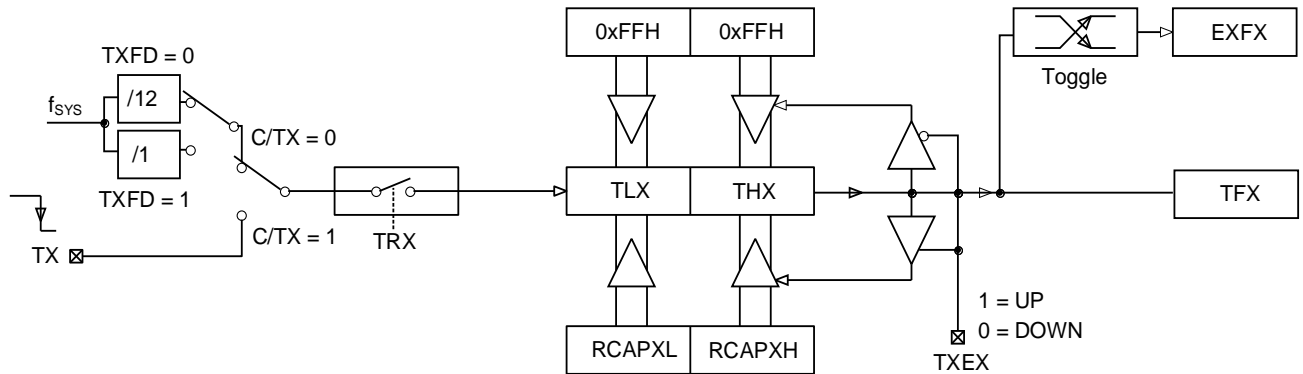 0xFFH 0xFFH
EXFX
TXFD = 0
Toggle
fSYS
/12
C/TX = 0
/1
TLX THX
TFX
TXFD = 1
C/TX = 1
TRX
TX
1 = UP
0 = DOWN
RCAPXL RCAPXH
TXEX